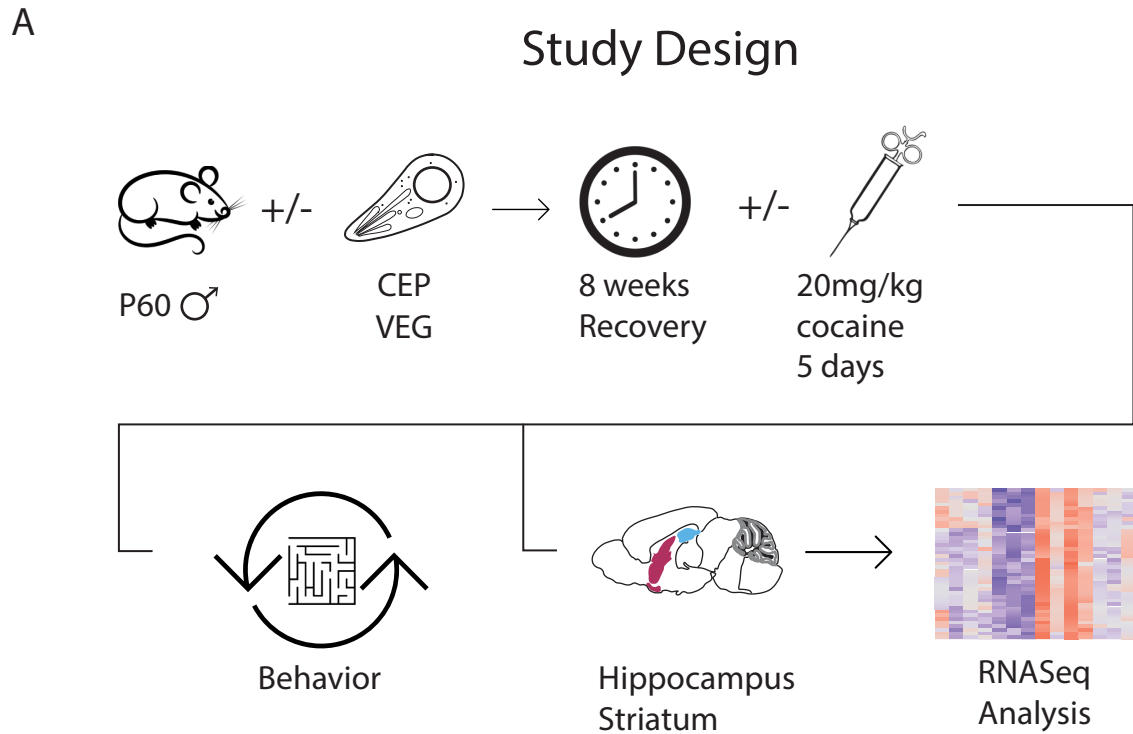 A
Study Design
+/-
+/-
P60 ♂
CEP
VEG
8 weeks
Recovery
20mg/kg
cocaine
5 days
Behavior
Hippocampus
Striatum
RNASeq
Analysis